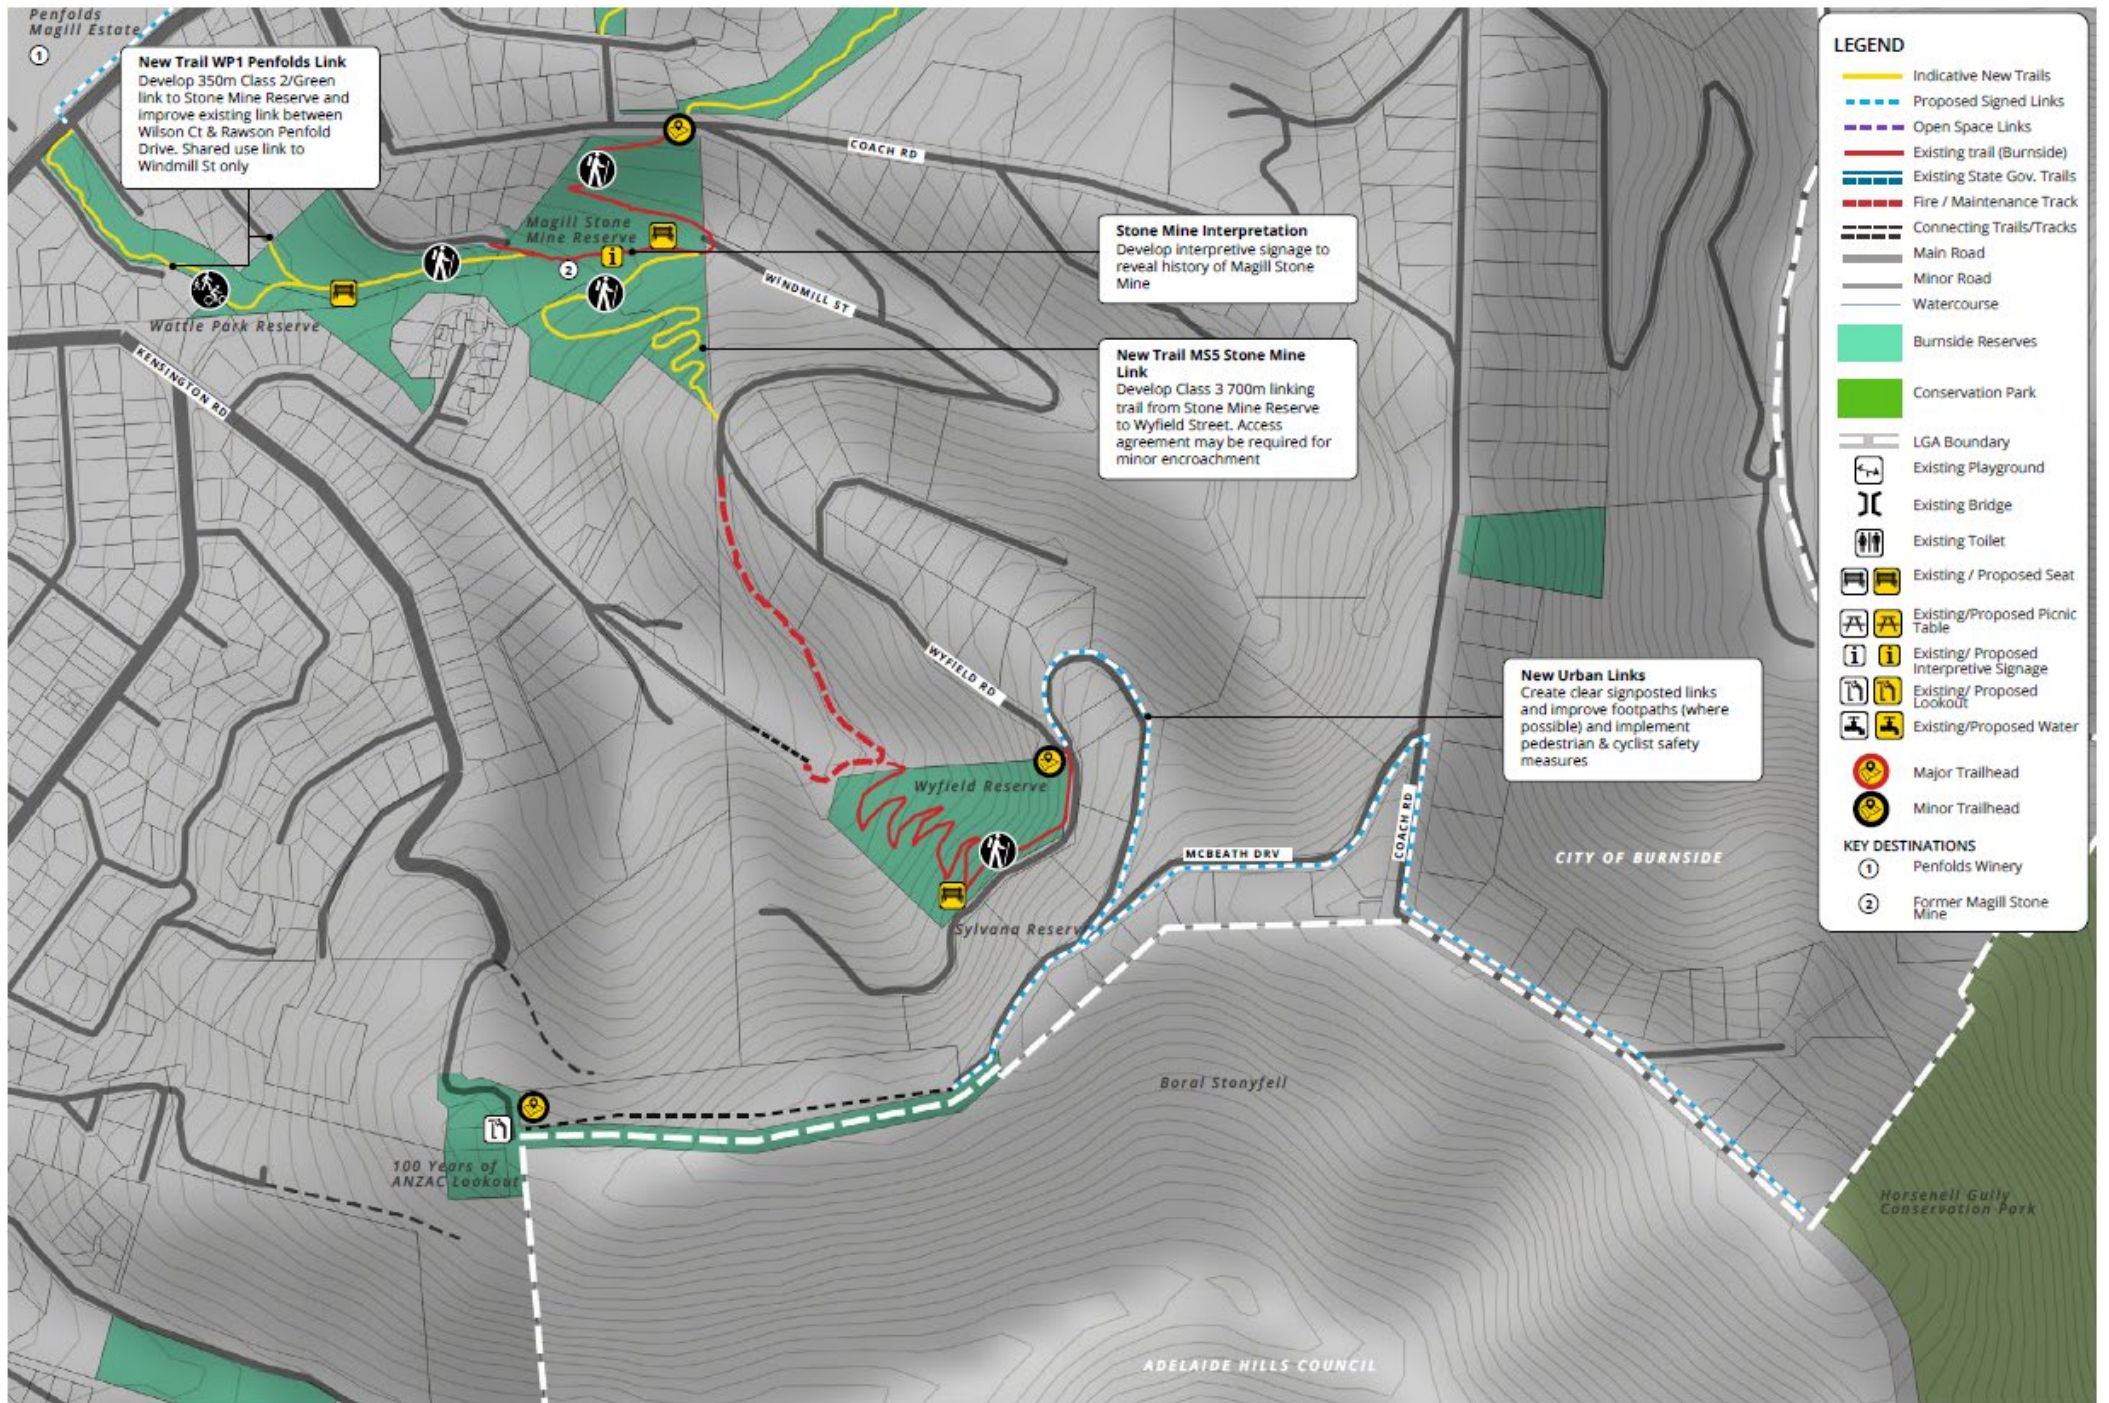 Penfolds
Magill Estate
1
New Trail WP1 Penfolds Link
Develop 350m Class 2/Green
link to Stone Mine Reserve and
improve existing link between
Wilson Ct & Rawson Penfold
Drive. Shared use link to
Windmill St only
COACH RD
Magill Stone
Mine Reserve
2
i
WINDMILL ST
Wattle Park Reserve
KENSINGTON RD
Stone Mine Interpretation
Develop interpretive signage to
reveal history of Magill Stone
Mine
New Trail MS5 Stone Mine
Link
Develop Class 3 700m linking
trail from Stone Mine Reserve
to Wyfield Street. Access
agreement may be required for
minor encroachment
WYFIELD RD
New Urban Links
Create clear signposted links
and improve footpaths (where
possible) and implement
pedestrian & cyclist safety
measures
Wyfield Reserve
COACH RD
MCBEATH DRV
CITY OF BURNSIDE
Sylvana Reserve
Boral Stonyfell
100 Years of
ANZAC Lookout
Horsenell Gully
Conservation Park
ADELAIDE HILLS COUNCIL
LEGEND
Indicative New Trails
Proposed Signed Links
Open Space Links
Existing trail (Burnside)
Existing State Gov. Trails
Fire / Maintenance Track
Connecting Trails/Tracks
Main Road
Minor Road
Watercourse
Burnside Reserves
Conservation Park
LGA Boundary
Existing Playground
Existing Bridge
Existing Toilet
Existing / Proposed Seat
Existing/Proposed Picnic
Table
i i Existing/ Proposed
Interpretive Signage
Existing/ Proposed
Lookout
Existing/Proposed Water
Major Trailhead
Minor Trailhead
KEY DESTINATIONS
1 Penfolds Winery
2 Former Magill Stone
Mine